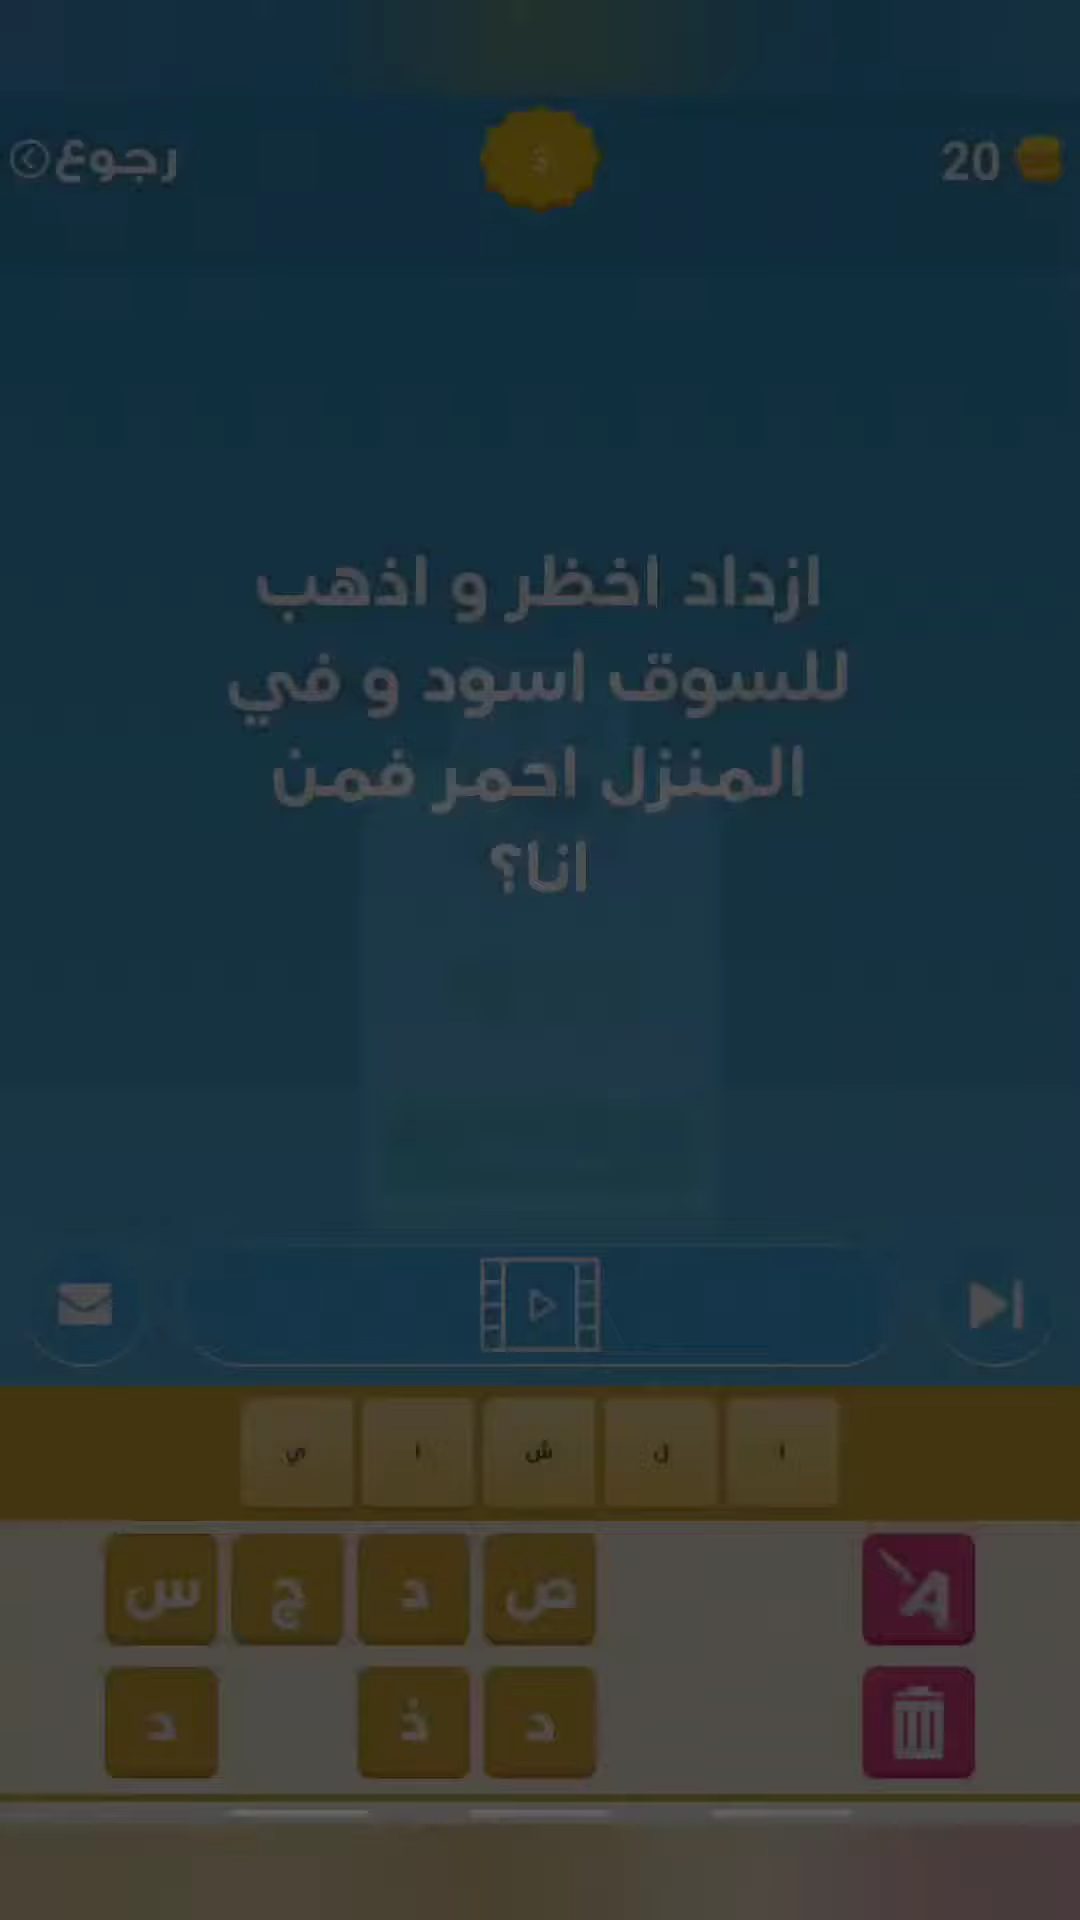 رجوع
20
ازداد اخظر و اذهب
للسوق اسود و في
المنزل احمر فمن
انا؟
ا ل ش ا ي
ص د ج س
A
د ذ د